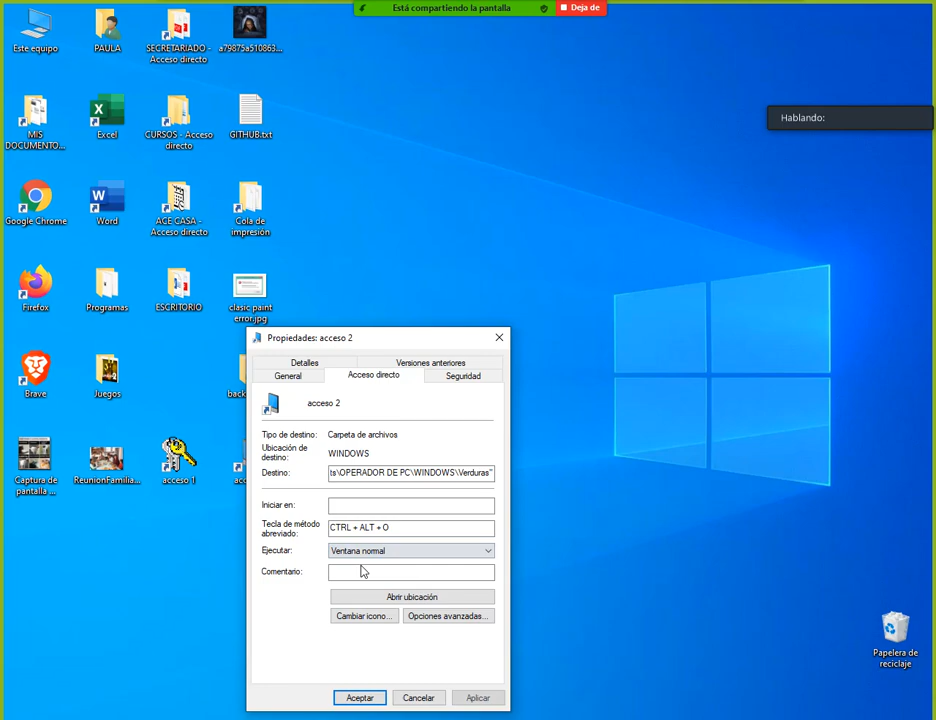 Está compartiendo la pantalla
Deja de
Hablando:
Este equipo
PAULA
SECRETARIADO -
Acceso directo
a79875a510863...
MIS
DOCUMENTO...
Excel
CURSOS - Acceso
directo
GITHUB.txt
Google Chrome
Word
ACE CASA -
Acceso directo
Cola de
impresión
Firefox
Programas
ESCRITORIO
clasic paint
error.jpg
Brave
Juegos
back
Captura de
pantalla ...
ReunionFamilia...
acceso 1
Papelera de
reciclaje
Propiedades: acceso 2
Detalles
Versiones anteriores
General
Acceso directo
Seguridad
acceso 2
Tipo de destino: Carpeta de archivos
Ubicación de
destino: WINDOWS
Destino: ts\OPERADOR DE PC\WINDOWS\Verduras"
Iniciar en:
Tecla de método
abreviado: CTRL + ALT + O
Ejecutar: Ventana normal
Comentario:
Abrir ubicación
Cambiar icono...
Opciones avanzadas...
Aceptar
Cancelar
Aplicar